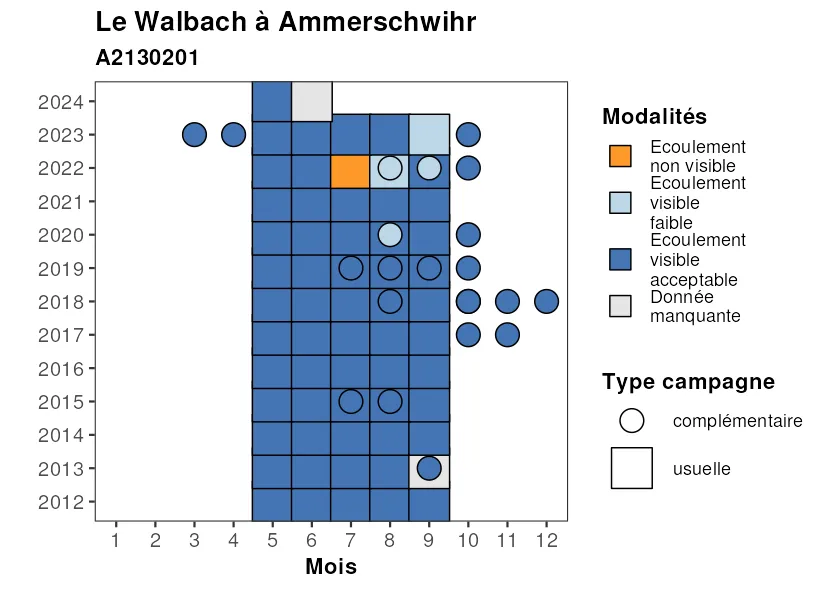 Le Walbach à Ammerschwihr
A2130201
2024
2023
2022
2021
2020
2019
2018
2017
2016
2015
2014
2013
2012
1 2 3 4 5 6 7 8 9 10 11 12
Mois
Modalités
Ecoulement
non visible
Ecoulement
visible
faible
Ecoulement
visible
acceptable
Donnée
manquante
Type campagne
complémentaire
usuelle